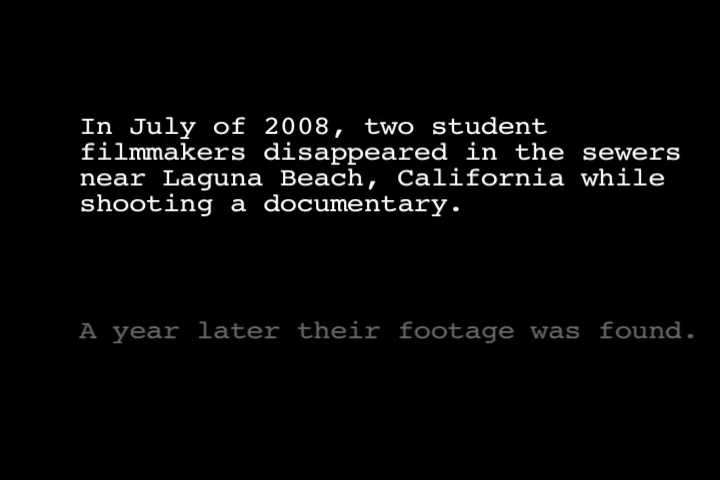 In July of 2008, two student
filmmakers disappeared in the sewers
near Laguna Beach, California while
shooting a documentary.
A year later their footage was found.